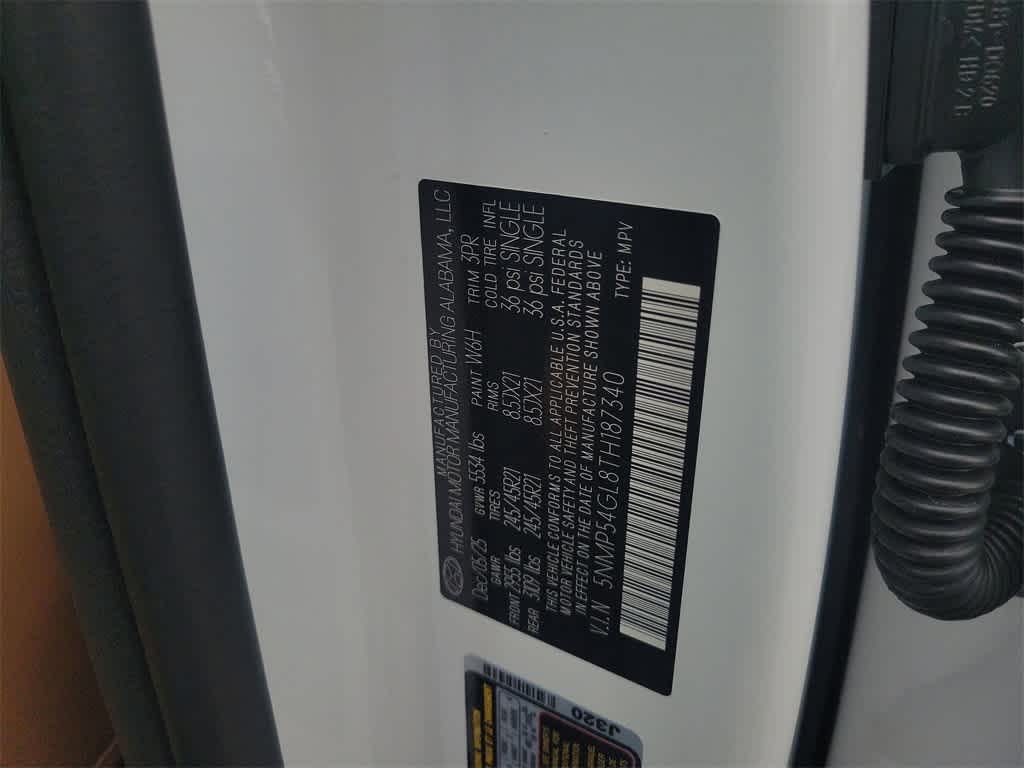 MANUFACTURED BY
HYUNDAI MOTOR MANUFACTURING ALABAMA, LLC
Dec/05/25 GVWR 5534 lbs PAINT W6H TRIM 3PR
GAWR TIRES RIMS COLD TIRE INFL
FRONT 2855 lbs 245/45R21 8.5JX21 36 psi SINGLE
REAR 3109 lbs 245/45R21 8.5JX21 36 psi SINGLE
THIS VEHICLE CONFORMS TO ALL APPLICABLE U.S.A. FEDERAL
MOTOR VEHICLE SAFETY AND THEFT PREVENTION STANDARDS
IN EFFECT ON THE DATE OF MANUFACTURE SHOWN ABOVE
V.I.N 5NMP54GL8TH187340 TYPE: MPV
J320